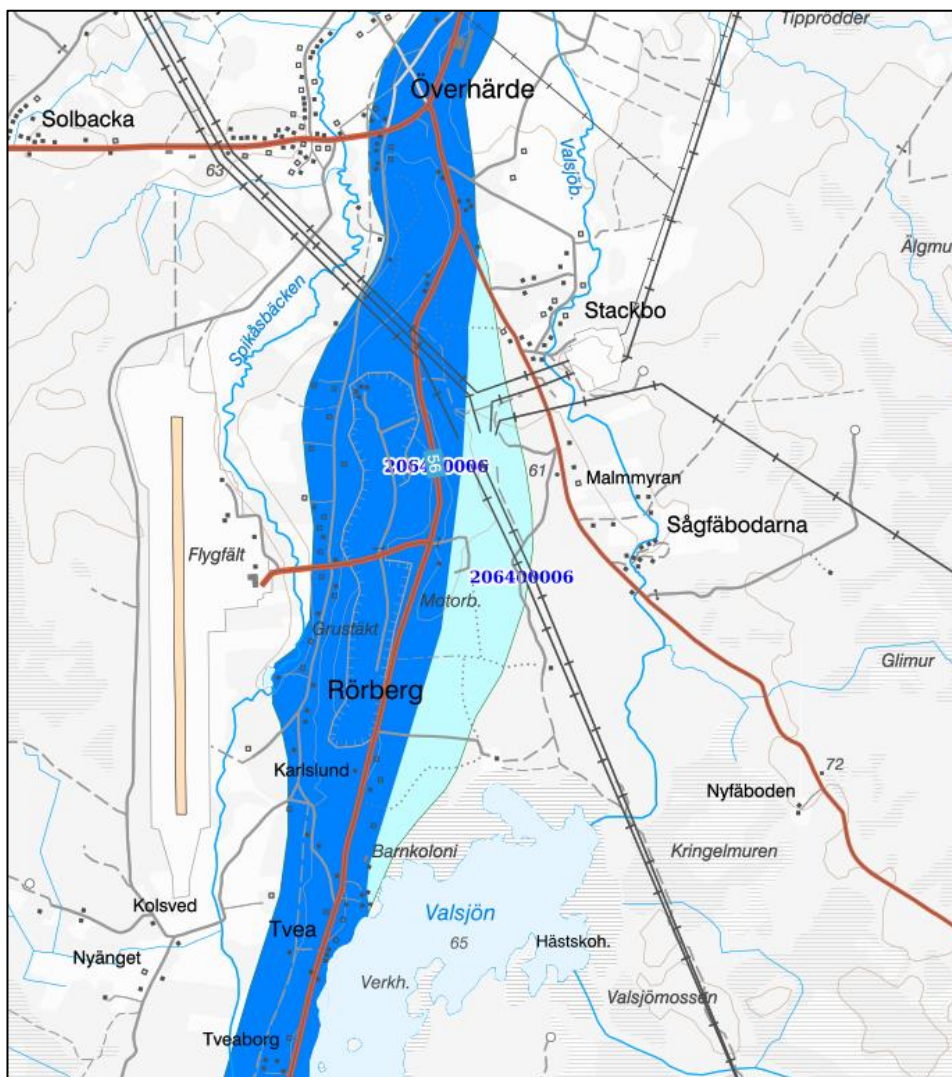 Tipprödder
Överhärde
Solbacka
63
Valsjöb.
Älgmu
Spikåsbäcken
Stackbo
56
206400006
61
Malmmyran
Sågfäbodarna
Flygfält
206400006
Motorb.
Grustäkt
Glimur
Rörberg
Karlslund
72
Nyfäboden
Barnkoloni
Kringelmuren
Kolsved
Valsjön
Tvea
65
Hästskoh.
Nyänget
Verkh.
Valsjömossen
Tveaborg